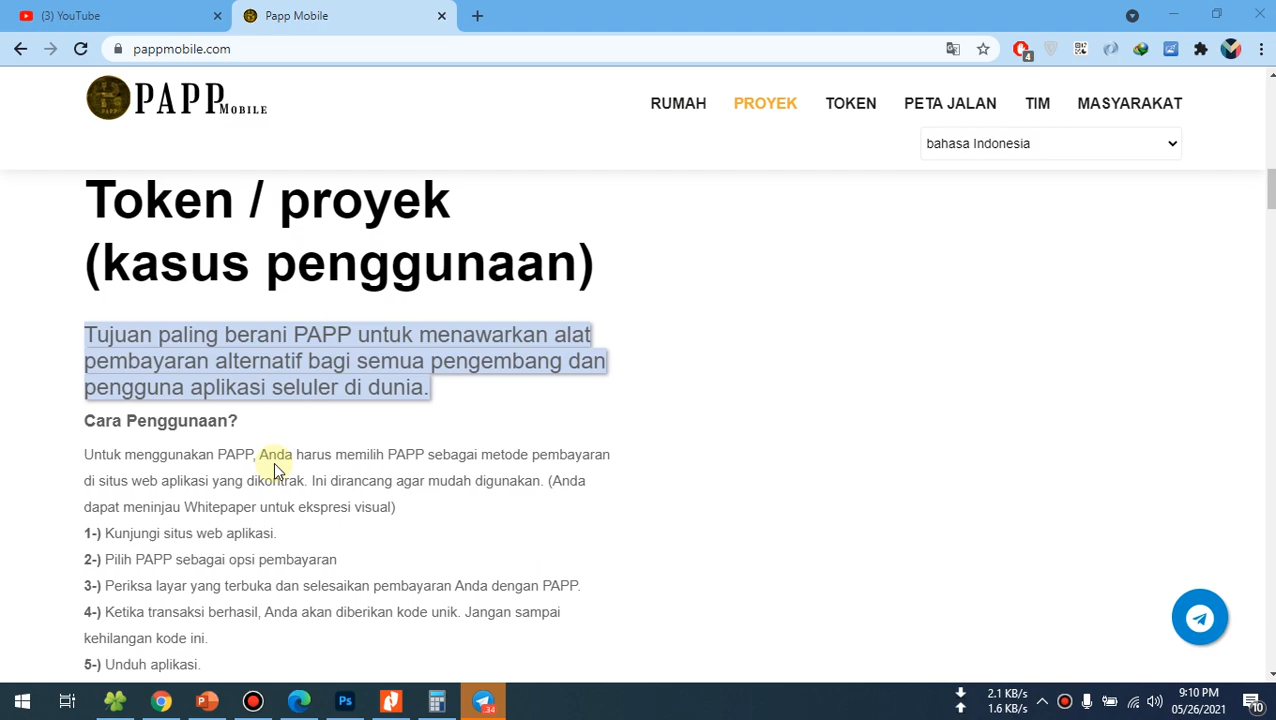 (3) YouTube
Papp Mobile
pappmobile.com
4
PAPP Mobile
RUMAH PROYEK TOKEN PETA JALAN TIM MASYARAKAT
bahasa Indonesia
Token / proyek
(kasus penggunaan)
Tujuan paling berani PAPP untuk menawarkan alat
pembayaran alternatif bagi semua pengembang dan
pengguna aplikasi seluler di dunia.
Cara Penggunaan?
Untuk menggunakan PAPP, Anda harus memilih PAPP sebagai metode pembayaran
di situs web aplikasi yang dikontrak. Ini dirancang agar mudah digunakan. (Anda
dapat meninjau Whitepaper untuk ekspresi visual)
1-) Kunjungi situs web aplikasi.
2-) Pilih PAPP sebagai opsi pembayaran
3-) Periksa layar yang terbuka dan selesaikan pembayaran Anda dengan PAPP.
4-) Ketika transaksi berhasil, Anda akan diberikan kode unik. Jangan sampai
kehilangan kode ini.
5-) Unduh aplikasi.
2.1 KB/s
1.6 KB/s
9:10 PM
05/26/2021
10
34